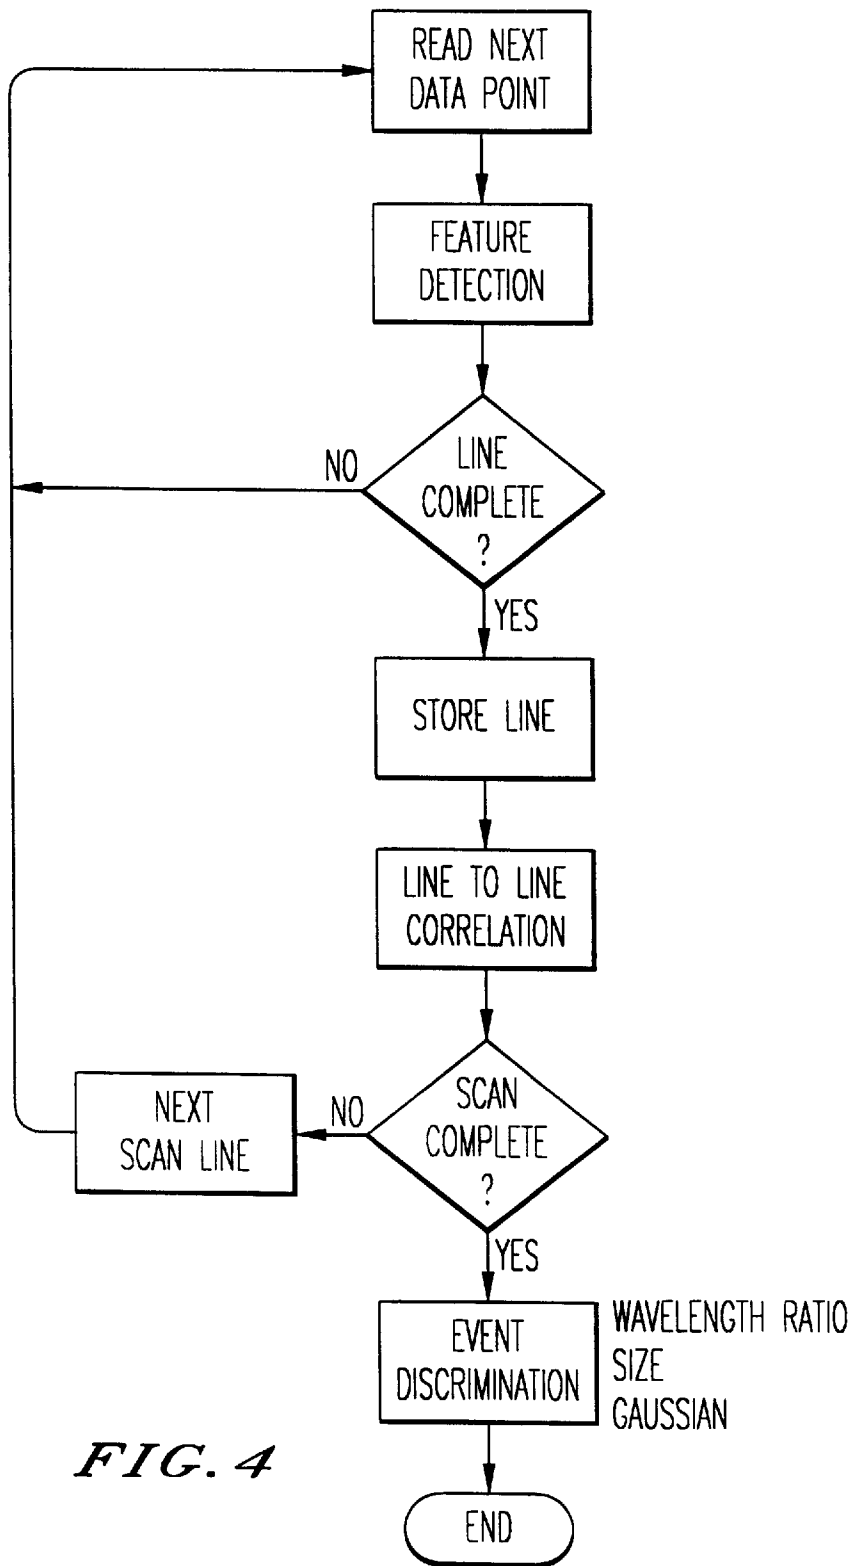 READ NEXT
DATA POINT
FEATURE
DETECTION
LINE
COMPLETE
?
NO
YES
STORE LINE
LINE TO LINE
CORRELATION
SCAN
COMPLETE
?
NO
NEXT
SCAN LINE
YES
EVENT
DISCRIMINATION
WAVELENGTH RATIO
SIZE
GAUSSIAN
END
FIG. 4